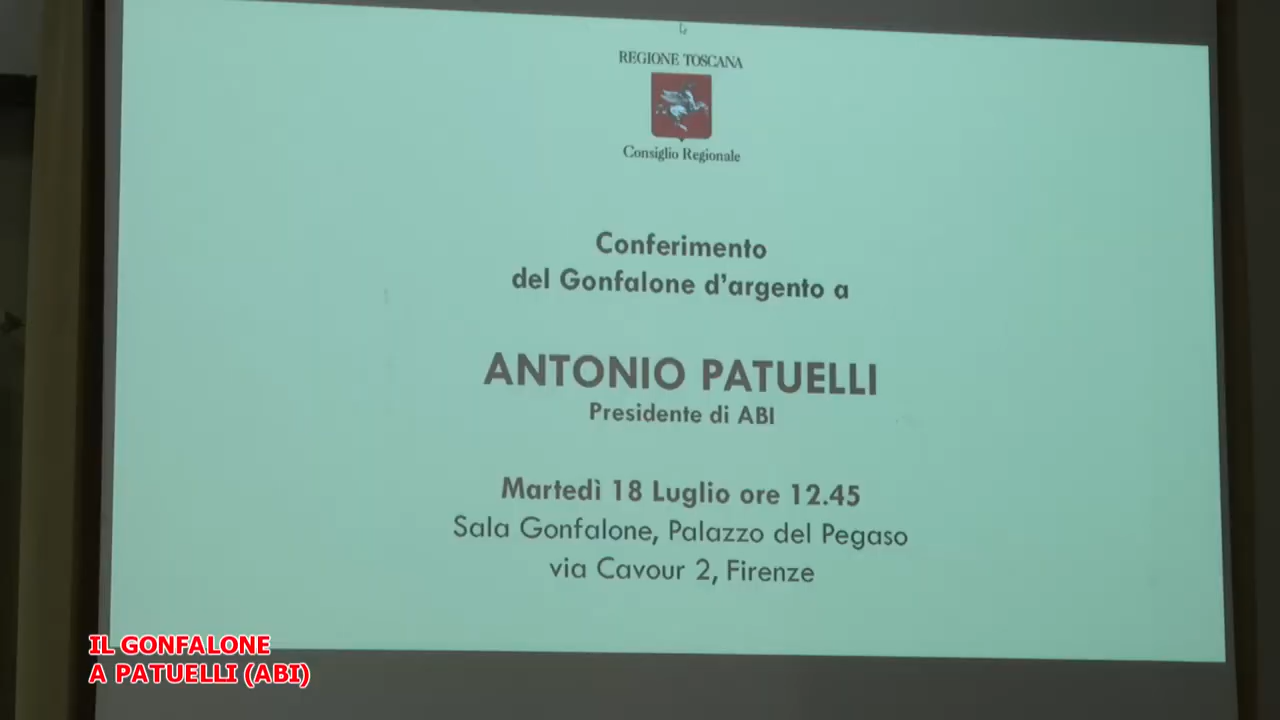 REGIONE TOSCANA
Consiglio Regionale
Conferimento
del Gonfalone d'argento a
ANTONIO PATUELLI
Presidente di ABI
Martedì 18 Luglio ore 12.45
Sala Gonfalone, Palazzo del Pegaso
via Cavour 2, Firenze
IL GONFALONE
A PATUELLI (ABI)